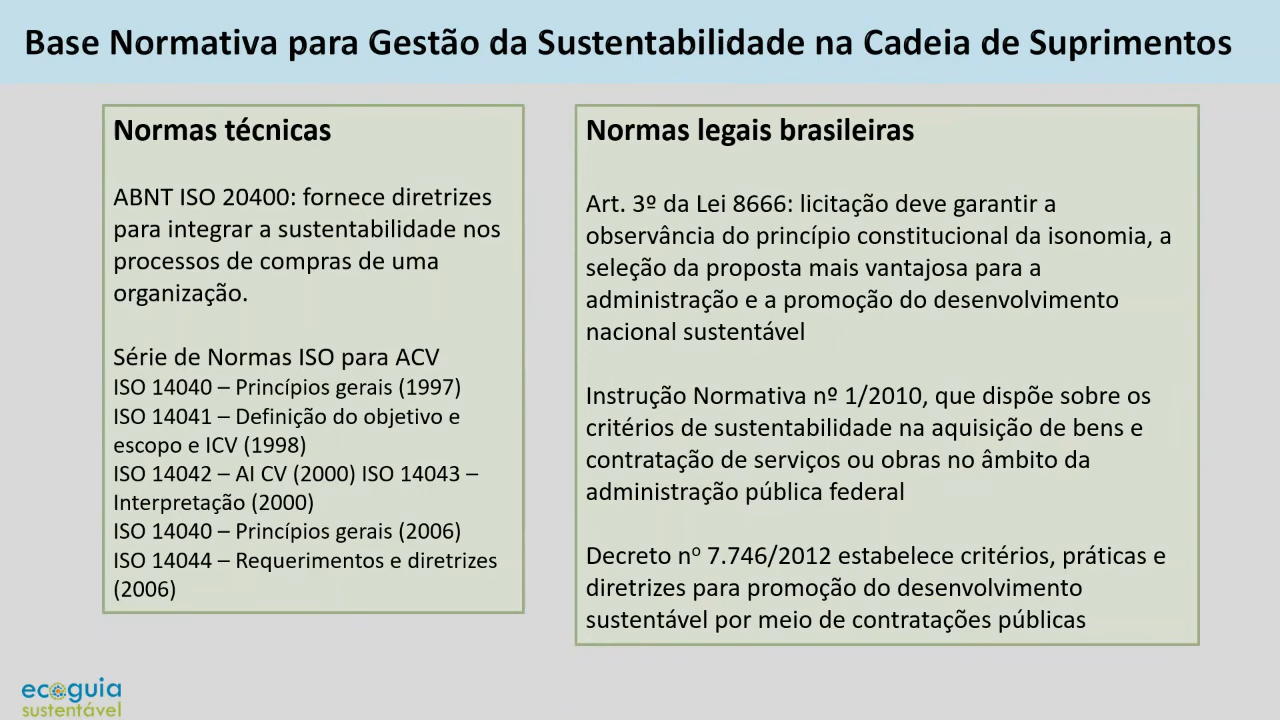 Base Normativa para Gestão da Sustentabilidade na Cadeia de Suprimentos
Normas técnicas
ABNT ISO 20400: fornece diretrizes
para integrar a sustentabilidade nos
processos de compras de uma
organização.
Série de Normas ISO para ACV
ISO 14040 – Princípios gerais (1997)
ISO 14041 – Definição do objetivo e
escopo e ICV (1998)
ISO 14042 – AI CV (2000) ISO 14043 –
Interpretação (2000)
ISO 14040 – Princípios gerais (2006)
ISO 14044 – Requerimentos e diretrizes
(2006)
Normas legais brasileiras
Art. 3º da Lei 8666: licitação deve garantir a
observância do princípio constitucional da isonomia, a
seleção da proposta mais vantajosa para a
administração e a promoção do desenvolvimento
nacional sustentável
Instrução Normativa nº 1/2010, que dispõe sobre os
critérios de sustentabilidade na aquisição de bens e
contratação de serviços ou obras no âmbito da
administração pública federal
Decreto nº 7.746/2012 estabelece critérios, práticas e
diretrizes para promoção do desenvolvimento
sustentável por meio de contratações públicas
ecoguia
sustentável